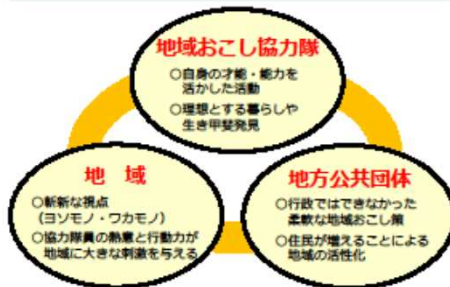 地域おこし協力隊
○自身の才能・能力を
活かした活動
○理想とする暮らしや
生き甲斐発見
地 域
○斬新な視点
(ヨソモノ・ワカモノ)
○協力隊員の熱意と行動力が
地域に大きな刺激を与える
地方公共団体
○行政ではできなかった
柔軟な地域おこし策
○住民が増えることによる
地域の活性化